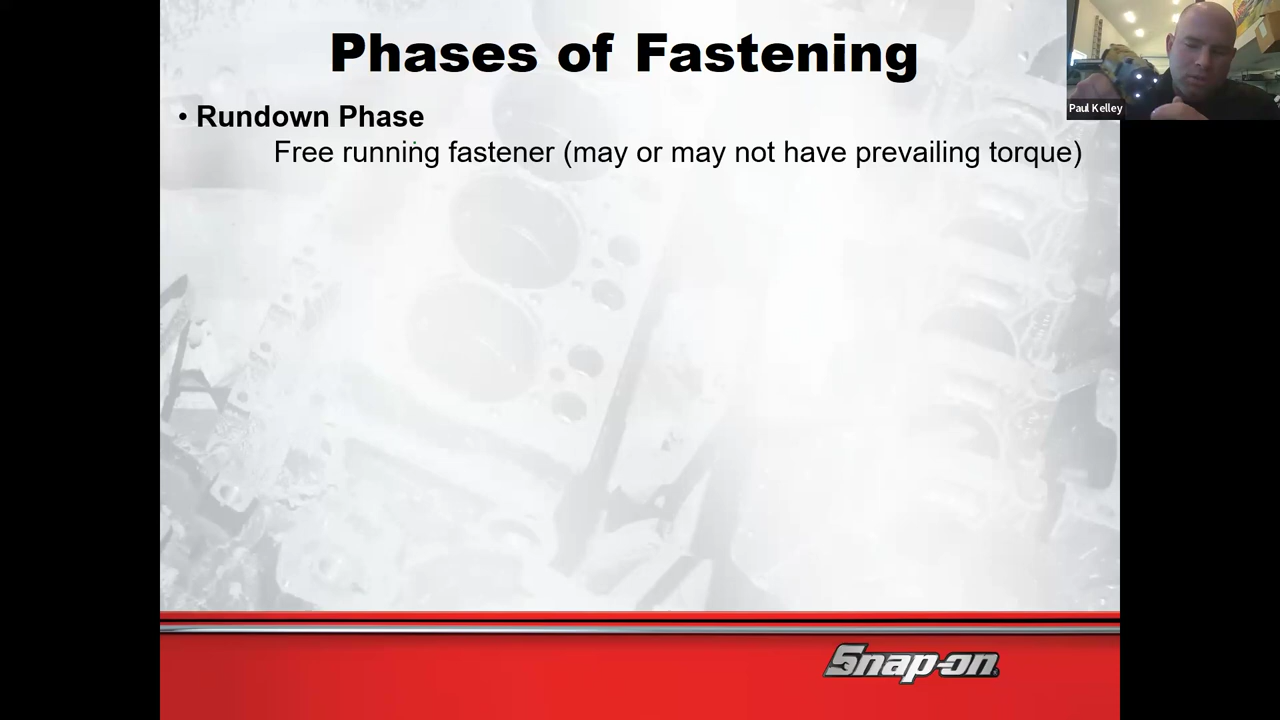 Phases of Fastening
Paul Kelley
• Rundown Phase
Free running fastener (may or may not have prevailing torque)
Snap-on